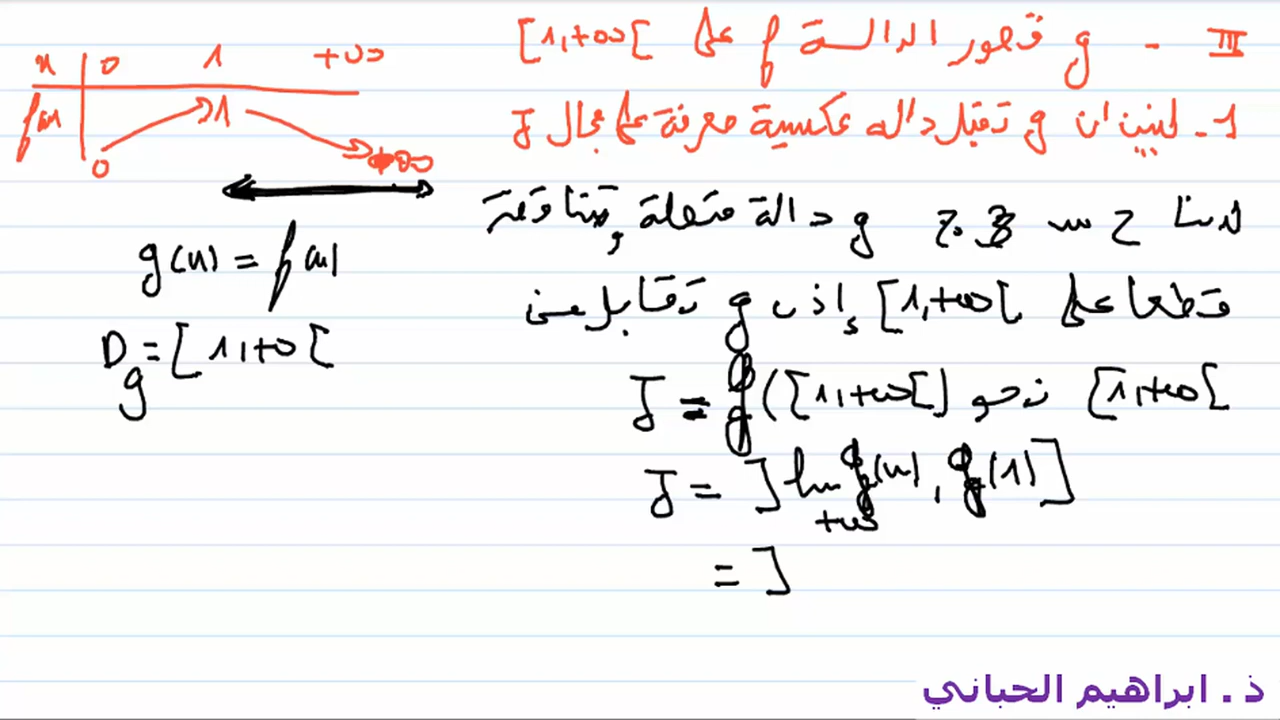 III - g قصور الدالة f على [1,+∞[
1 - لنبين ان g تقبل دالة عكسية معرفة على مجال J
x 0 1 +∞
f(x) 0 1 ∞
لدينا ح س g دالة متصلة و تناقصية
قطعا على [1,+∞[ إذن g تقابل من
[1,+∞[ نحو J = g([1,+∞[)
J = ]lim g(x), g(1)]
+∞
= ]
g(x) = f(x)
Dg = [1,+∞[
ذ . ابراهيم الحباني